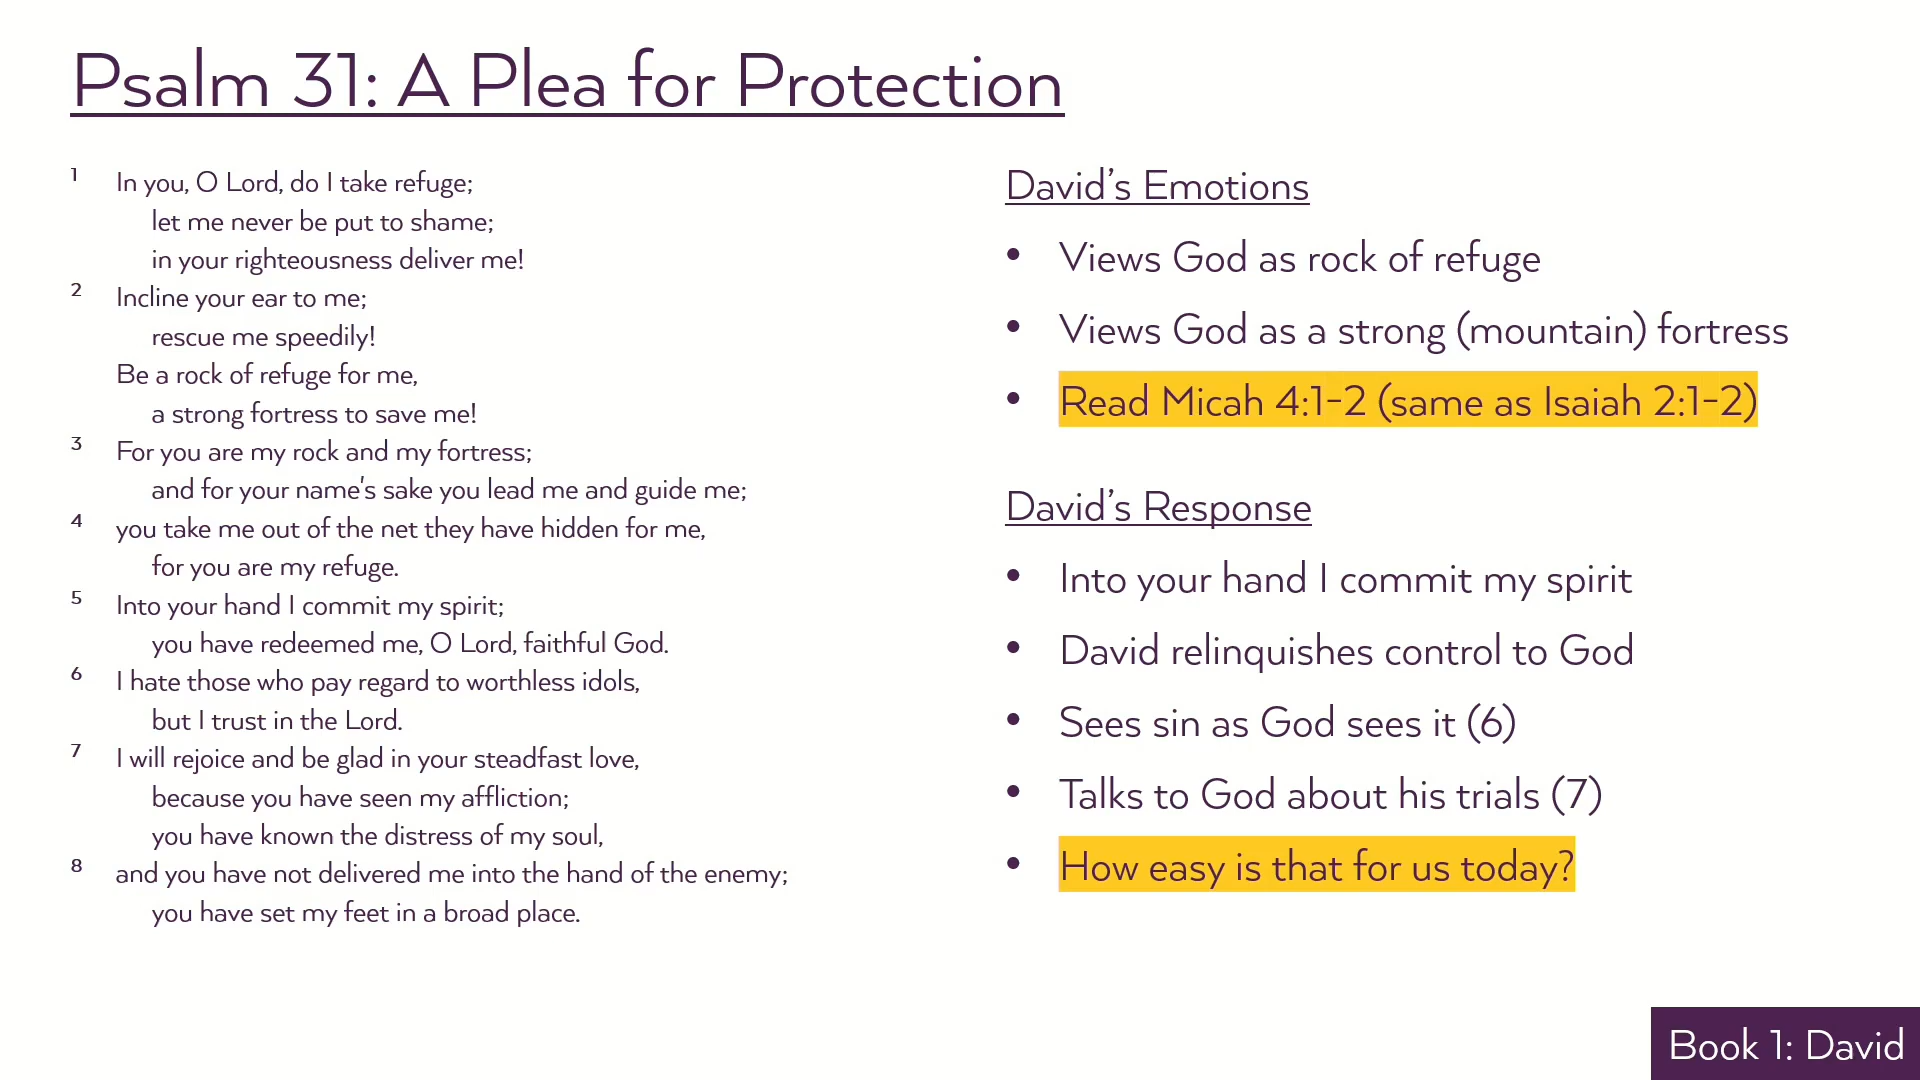 Psalm 31: A Plea for Protection
1 In you, O Lord, do I take refuge;
let me never be put to shame;
in your righteousness deliver me!
2 Incline your ear to me;
rescue me speedily!
Be a rock of refuge for me,
a strong fortress to save me!
3 For you are my rock and my fortress;
and for your name's sake you lead me and guide me;
4 you take me out of the net they have hidden for me,
for you are my refuge.
5 Into your hand I commit my spirit;
you have redeemed me, O Lord, faithful God.
6 I hate those who pay regard to worthless idols,
but I trust in the Lord.
7 I will rejoice and be glad in your steadfast love,
because you have seen my affliction;
you have known the distress of my soul,
8 and you have not delivered me into the hand of the enemy;
you have set my feet in a broad place.
David’s Emotions
• Views God as rock of refuge
• Views God as a strong (mountain) fortress
• Read Micah 4:1-2 (same as Isaiah 2:1-2)
David’s Response
• Into your hand I commit my spirit
• David relinquishes control to God
• Sees sin as God sees it (6)
• Talks to God about his trials (7)
• How easy is that for us today?
Book 1: David